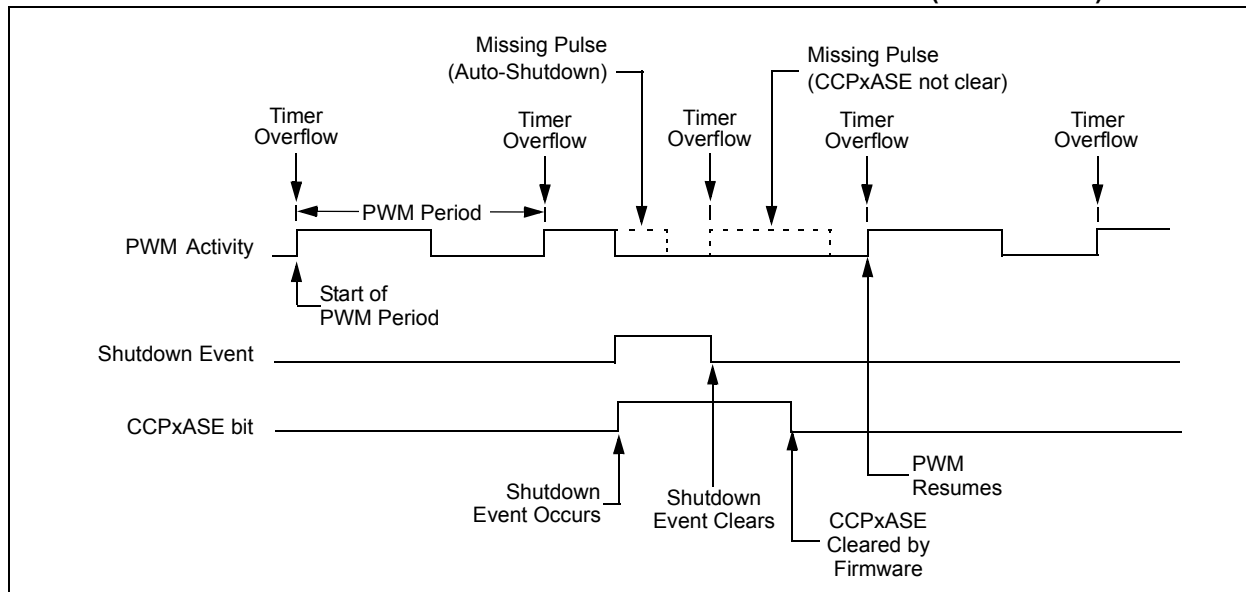 Missing Pulse
(Auto-Shutdown)
Missing Pulse
(CCPxASE not clear)
Timer
Overflow
Timer
Overflow
Timer
Overflow
Timer
Overflow
Timer
Overflow
PWM Period
PWM Activity
Start of
PWM Period
Shutdown Event
CCPxASE bit
Shutdown
Event Occurs
Shutdown
Event Clears
CCPxASE
Cleared by
Firmware
PWM
Resumes